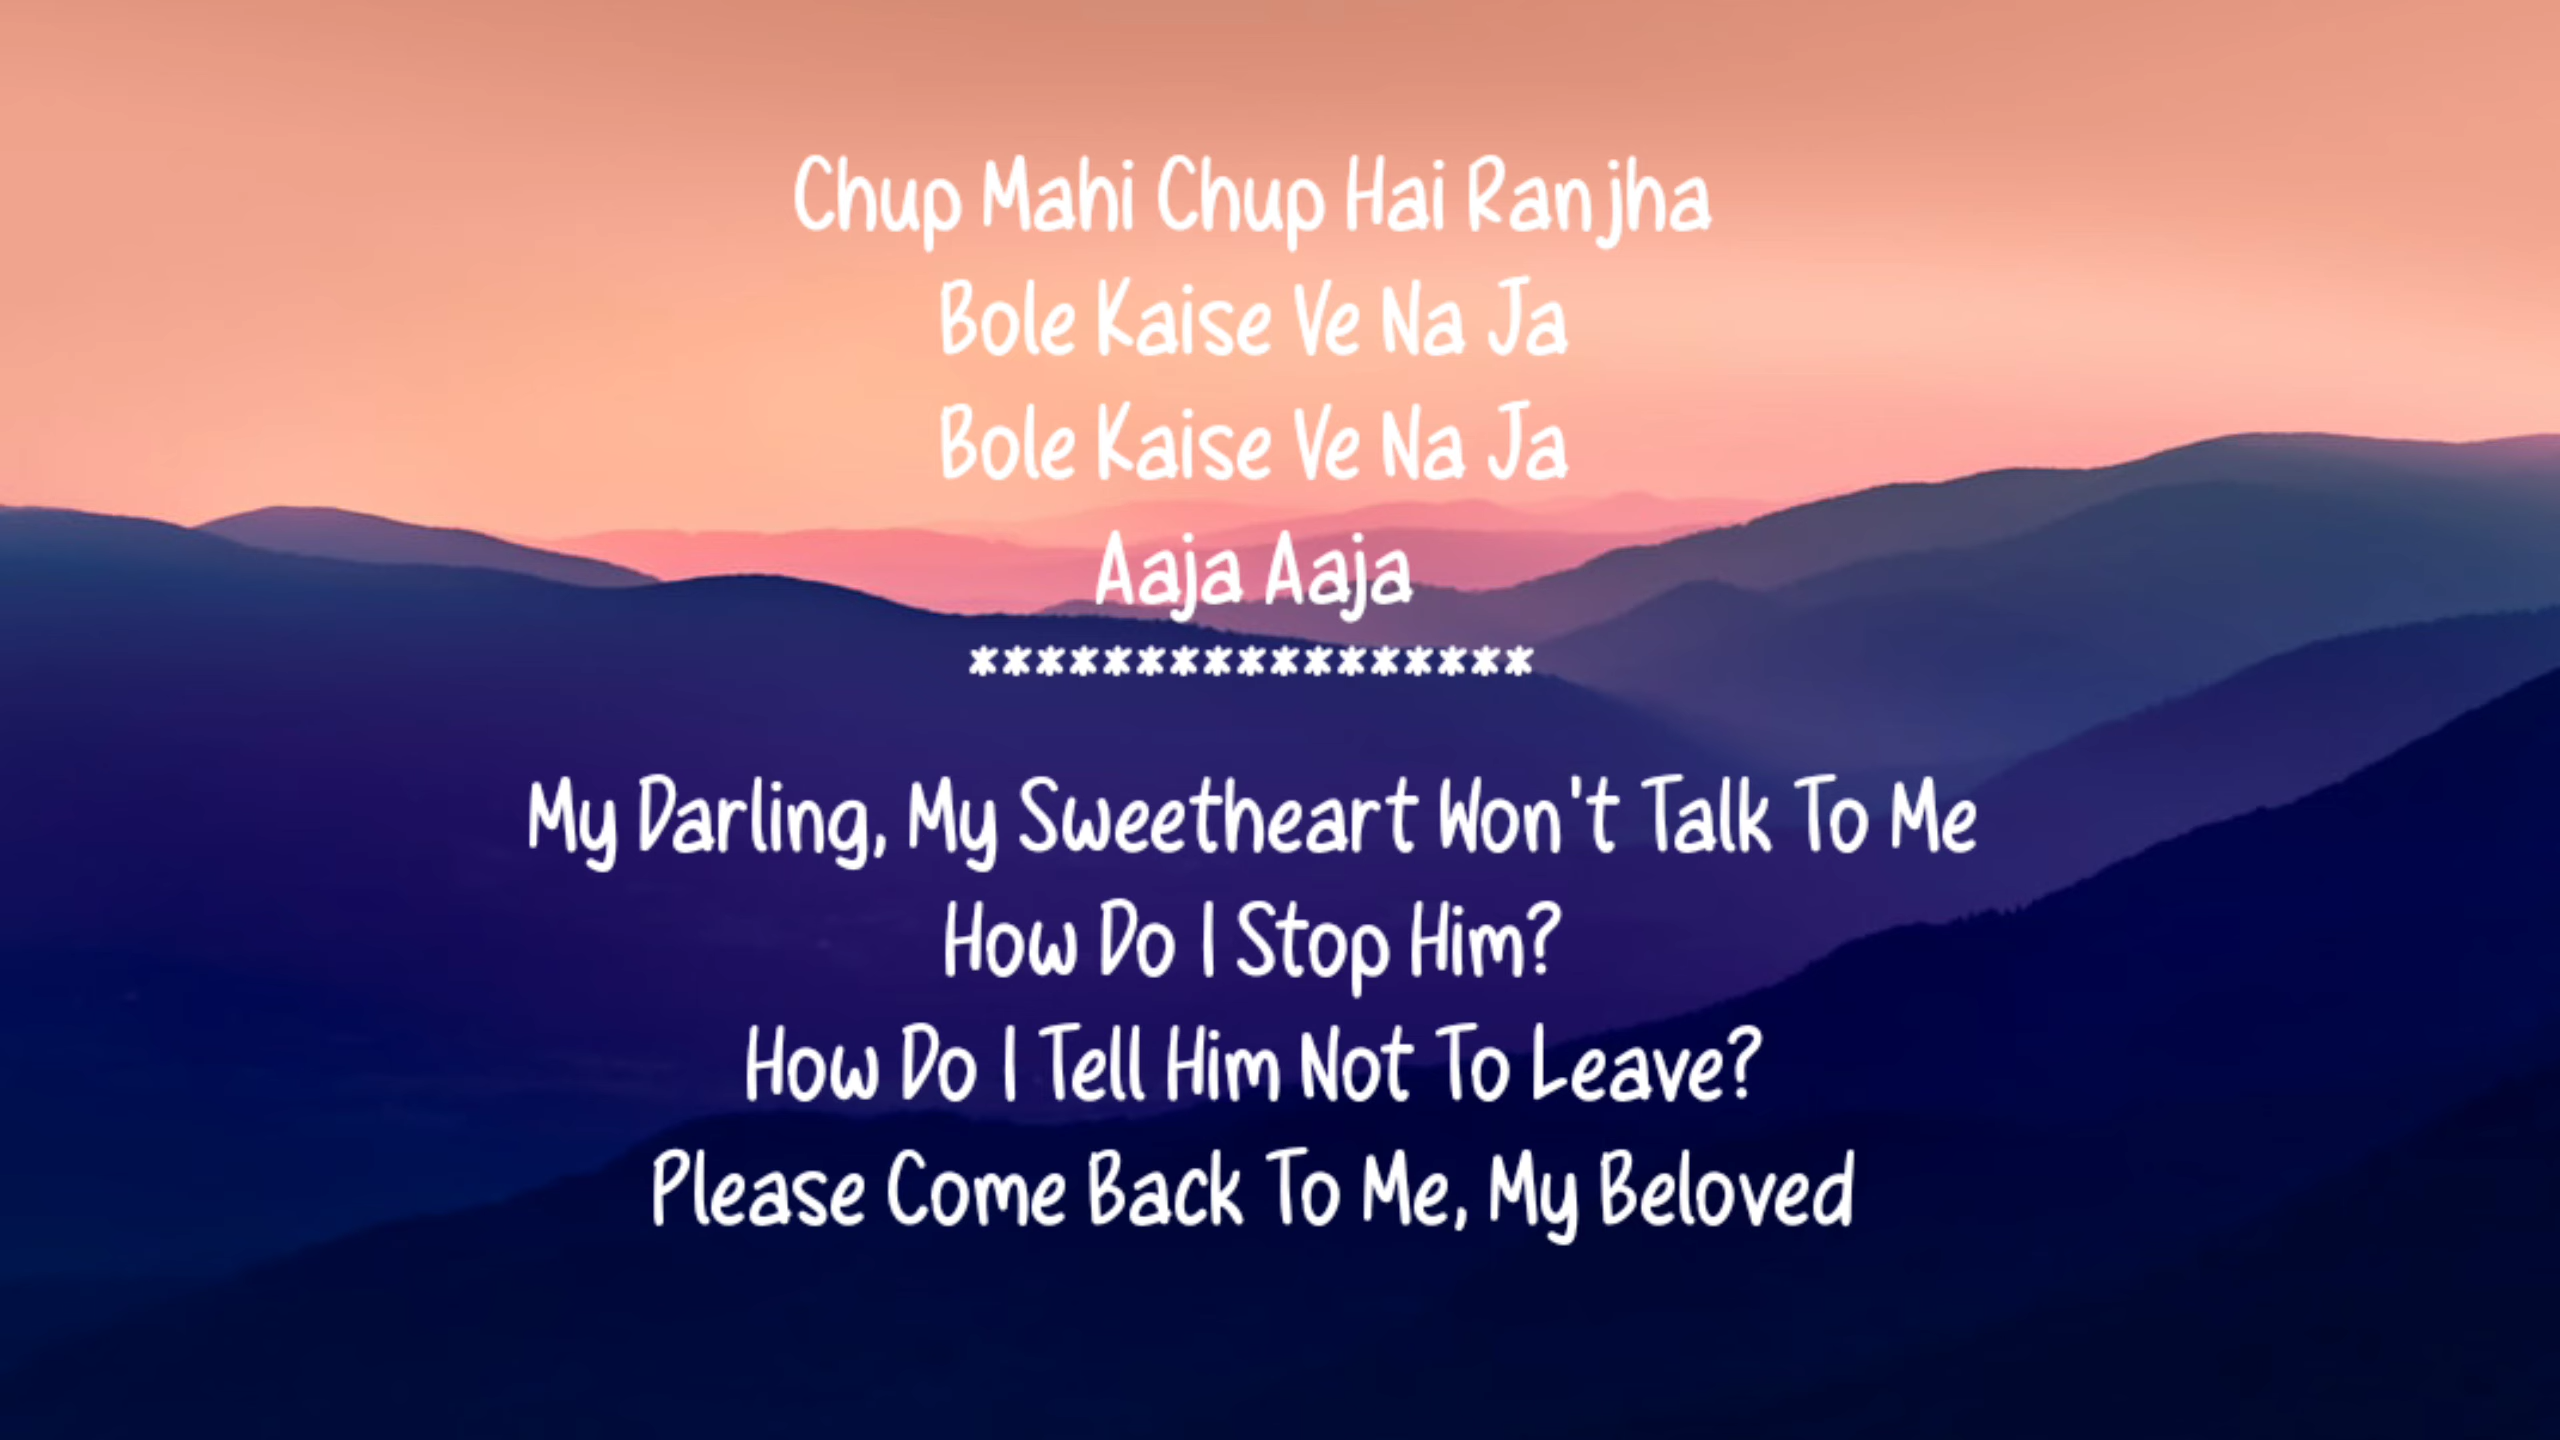 Chup Mahi Chup Hai Ranjha
Bole Kaise Ve Na Ja
Bole Kaise Ve Na Ja
Aaja Aaja
*****************
My Darling, My Sweetheart Won't Talk To Me
How Do I Stop Him?
How Do I Tell Him Not To Leave?
Please Come Back To Me, My Beloved